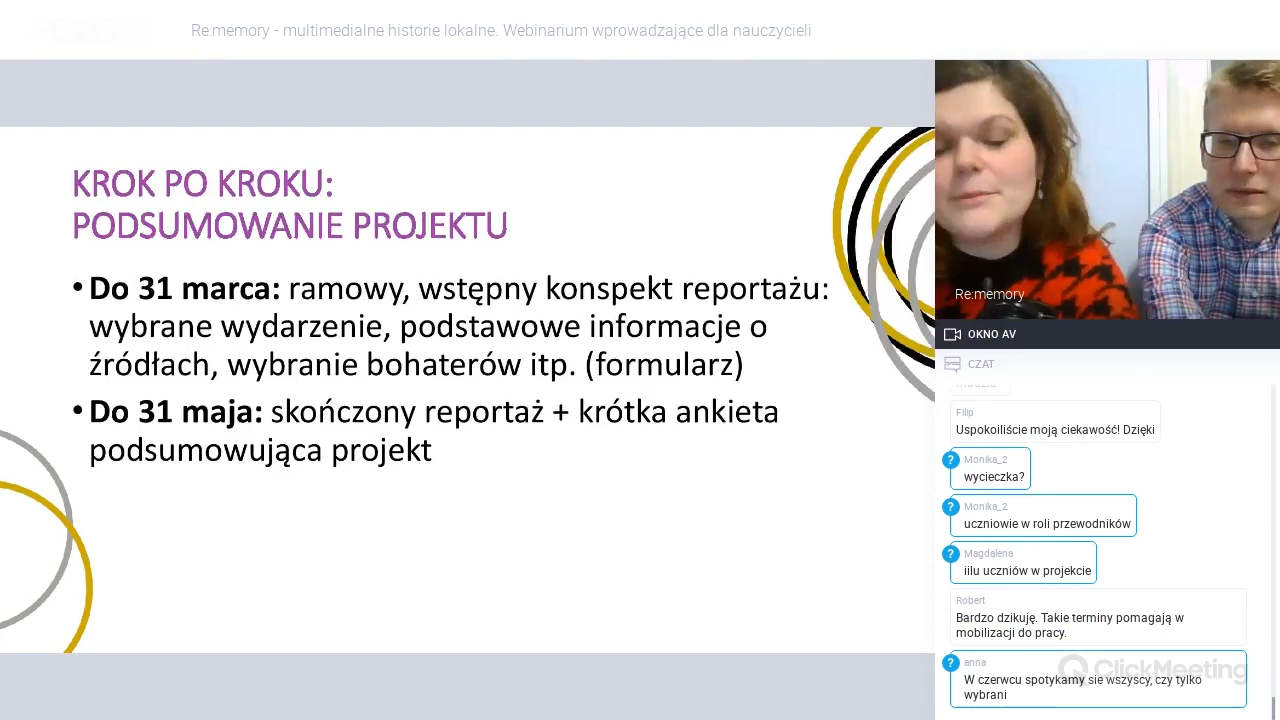 Re:memory - multimedialne historie lokalne. Webinarium wprowadzające dla nauczycieli
KROK PO KROKU:
PODSUMOWANIE PROJEKTU
• Do 31 marca: ramowy, wstępny konspekt reportażu:
wybrane wydarzenie, podstawowe informacje o
źródłach, wybranie bohaterów itp. (formularz)
• Do 31 maja: skończony reportaż + krótka ankieta
podsumowująca projekt
Re:memory
OKNO AV
CZAT
Filip
Uspokoiliście moją ciekawość! Dzięki
? Monika_2
wycieczka?
? Monika_2
uczniowie w roli przewodników
? Magdalena
iilu uczniów w projekcie
Robert
Bardzo dzikuję. Takie terminy pomagają w
mobilizacji do pracy.
? anna
W czerwcu spotykamy sie wszyscy, czy tylko
wybrani
ClickMeeting